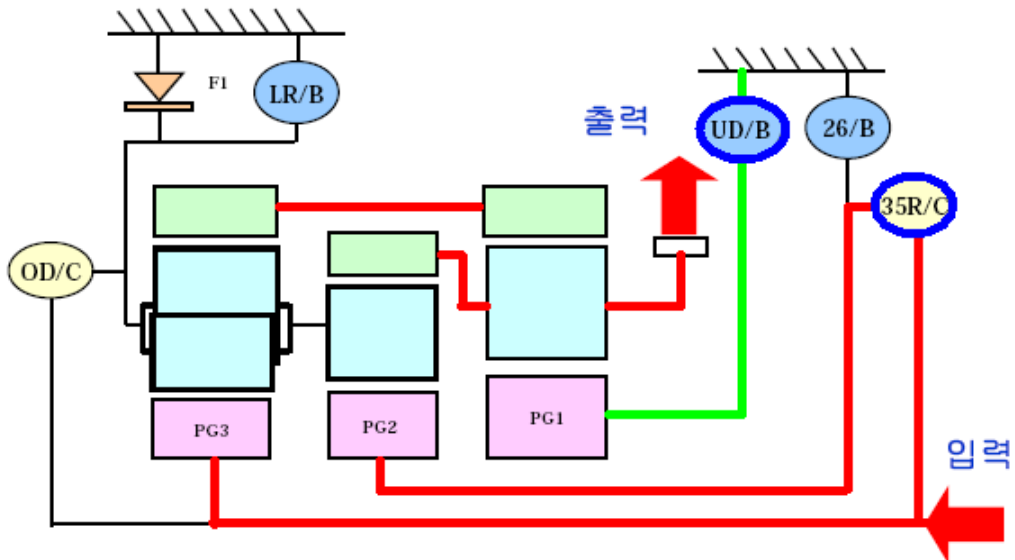 F1
LR/B
출력
UD/B
26/B
35R/C
OD/C
PG3
PG2
PG1
입력